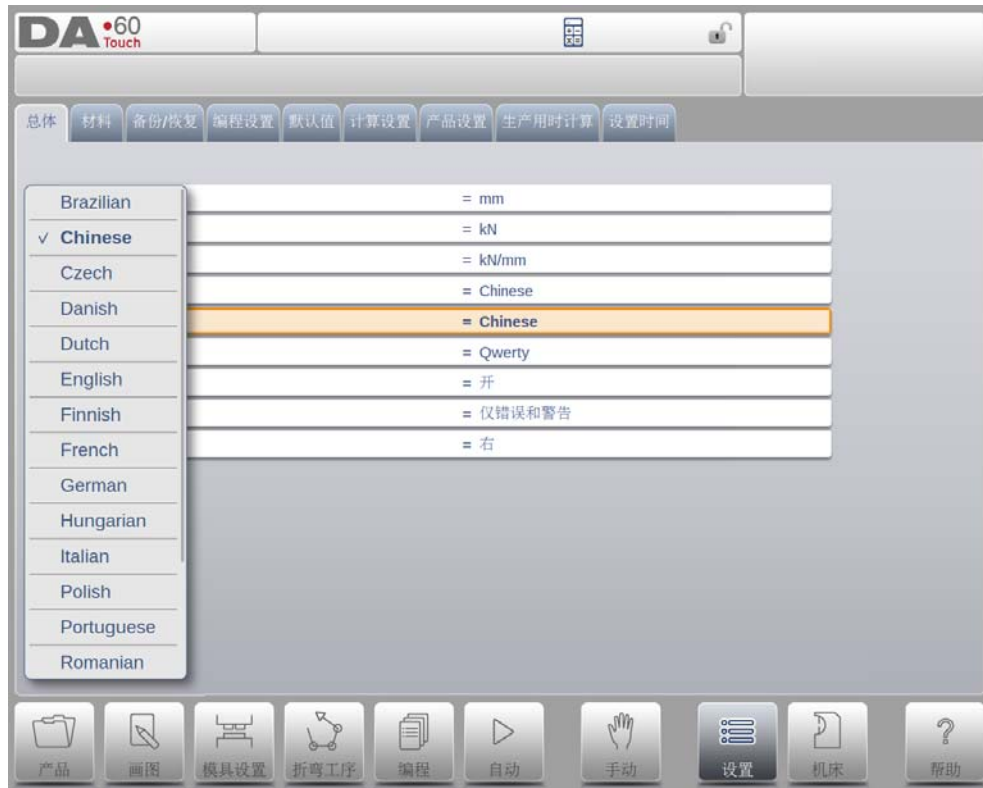 DA•60
Touch
总体 材料 备份/恢复 编程设置 默认值 计算设置 产品设置 生产用时计算 设置时间
Brazilian
= mm
✓ Chinese
= kN
Czech
= kN/mm
Danish
= Chinese
= Chinese
Dutch
= Qwerty
English
= 开
Finnish
= 仅错误和警告
French
= 右
German
Hungarian
Italian
Polish
Portuguese
Romanian
产品 画图 模具设置 折弯工序 编程 自动 手动 设置 机床 帮助